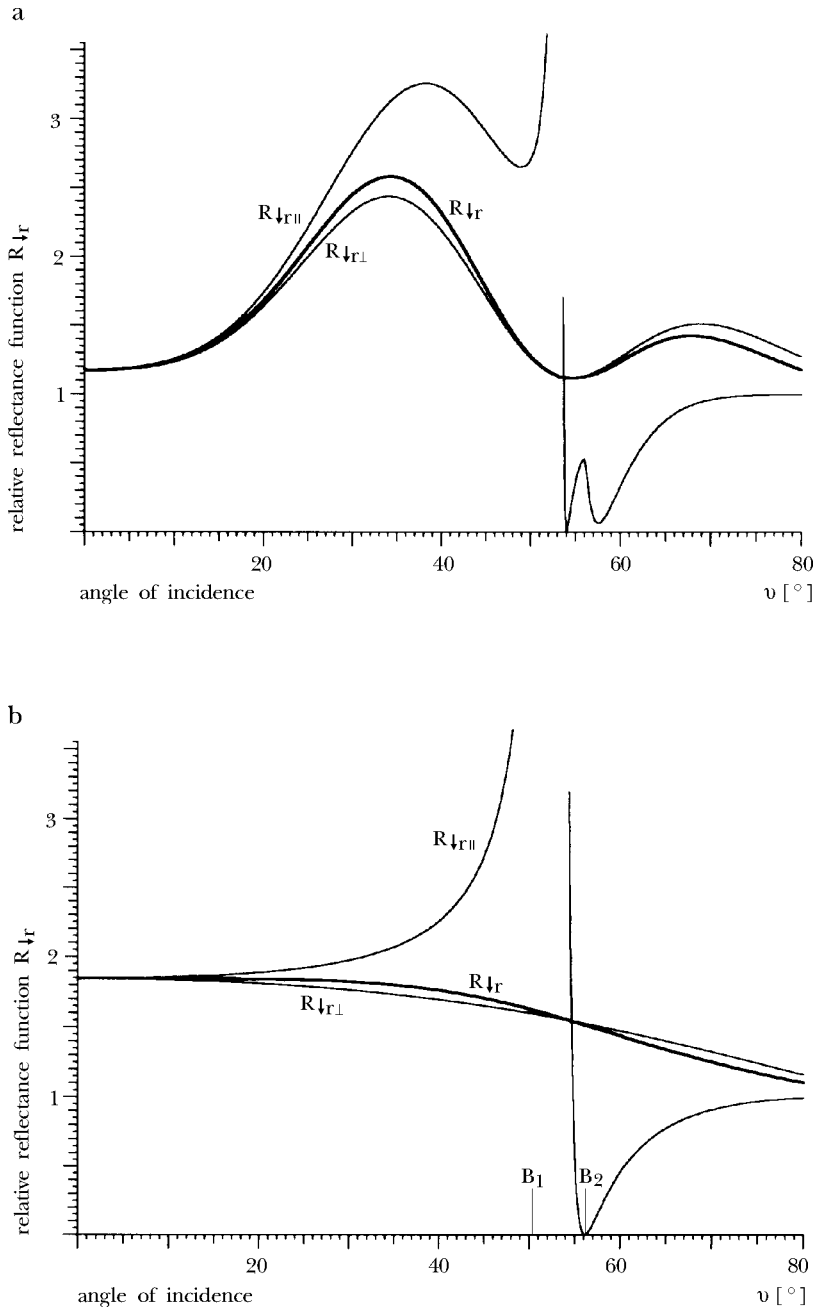 a
relative reflectance function R↓r
3
2
1
R↓r∥
R↓r
R↓r⊥
20 40 60 80
angle of incidence υ [°]
b
relative reflectance function R↓r
3
2
1
R↓r∥
R↓r
R↓r⊥
B1 B2
20 40 60 80
angle of incidence υ [°]